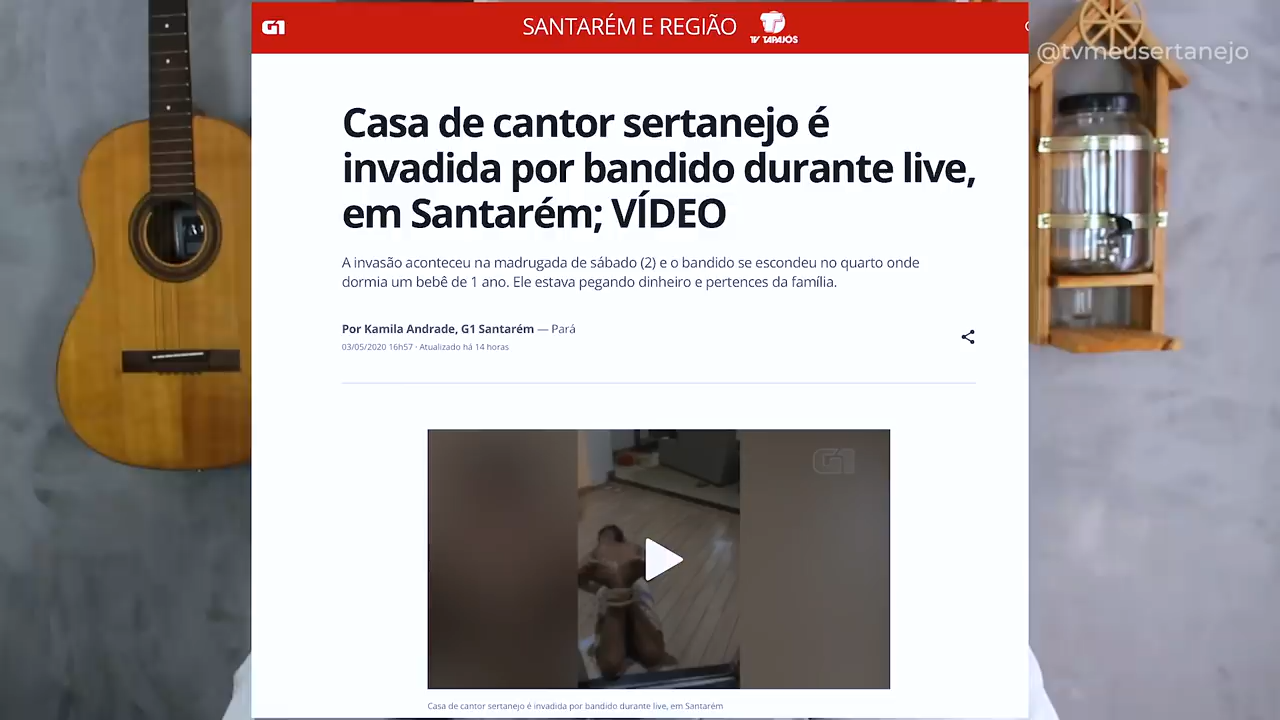 G1
SANTARÉM E REGIÃO
TV TAPAJÓS
@tvmeusertanejo
Casa de cantor sertanejo é
invadida por bandido durante live,
em Santarém; VÍDEO
A invasão aconteceu na madrugada de sábado (2) e o bandido se escondeu no quarto onde
dormia um bebê de 1 ano. Ele estava pegando dinheiro e pertences da família.
Por Kamila Andrade, G1 Santarém — Pará
03/05/2020 16h57 · Atualizado há 14 horas
G1
Casa de cantor sertanejo é invadida por bandido durante live, em Santarém